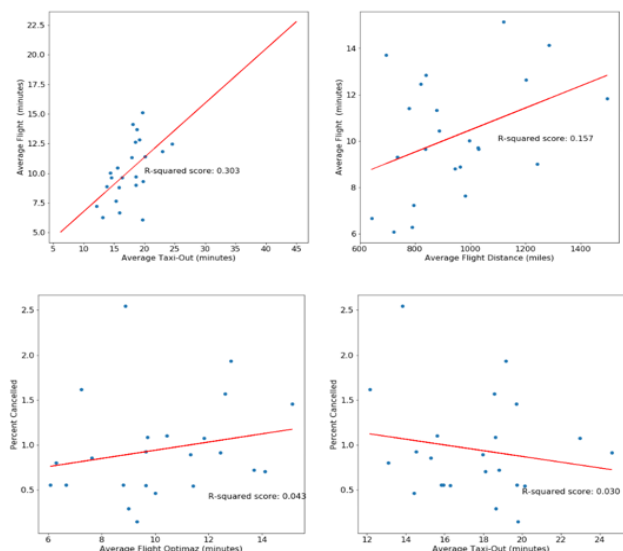 22.5
20.0
17.5
15.0
12.5
10.0
7.5
5.0
Average Flight (minutes)
R-squared score: 0.303
5 10 15 20 25 30 35 40 45
Average Taxi-Out (minutes)
14
12
10
8
6
Average Flight (minutes)
R-squared score: 0.157
800 1000 1200 1400
Average Flight Distance (miles)
2.5
2.0
1.5
1.0
0.5
Percent Cancelled
R-squared score: 0.043
6 8 10 12 14
Average Flight Optimaz (minutes)
2.5
2.0
1.5
1.0
0.5
Percent Cancelled
R-squared score: 0.030
12 14 16 18 20 22 24
Average Taxi-Out (minutes)